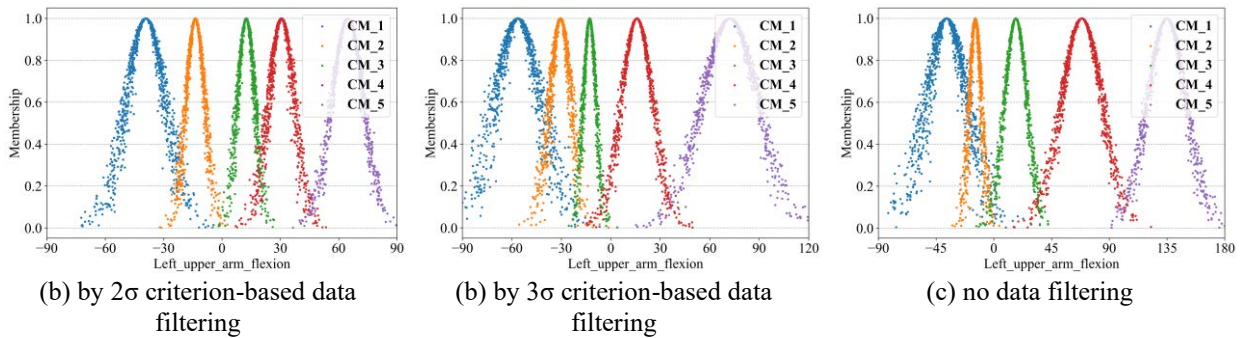 1.0
0.8
0.6
0.4
0.2
0.0
Membership
CM_1
CM_2
CM_3
CM_4
CM_5
−90 −60 −30 0 30 60 90
Left_upper_arm_flexion
(b) by 2σ criterion-based data
filtering
1.0
0.8
0.6
0.4
0.2
0.0
Membership
CM_1
CM_2
CM_3
CM_4
CM_5
−90 −60 −30 0 30 60 90 120
Left_upper_arm_flexion
(b) by 3σ criterion-based data
filtering
1.0
0.8
0.6
0.4
0.2
0.0
Membership
CM_1
CM_2
CM_3
CM_4
CM_5
−90 −45 0 45 90 135 180
Left_upper_arm_flexion
(c) no data filtering